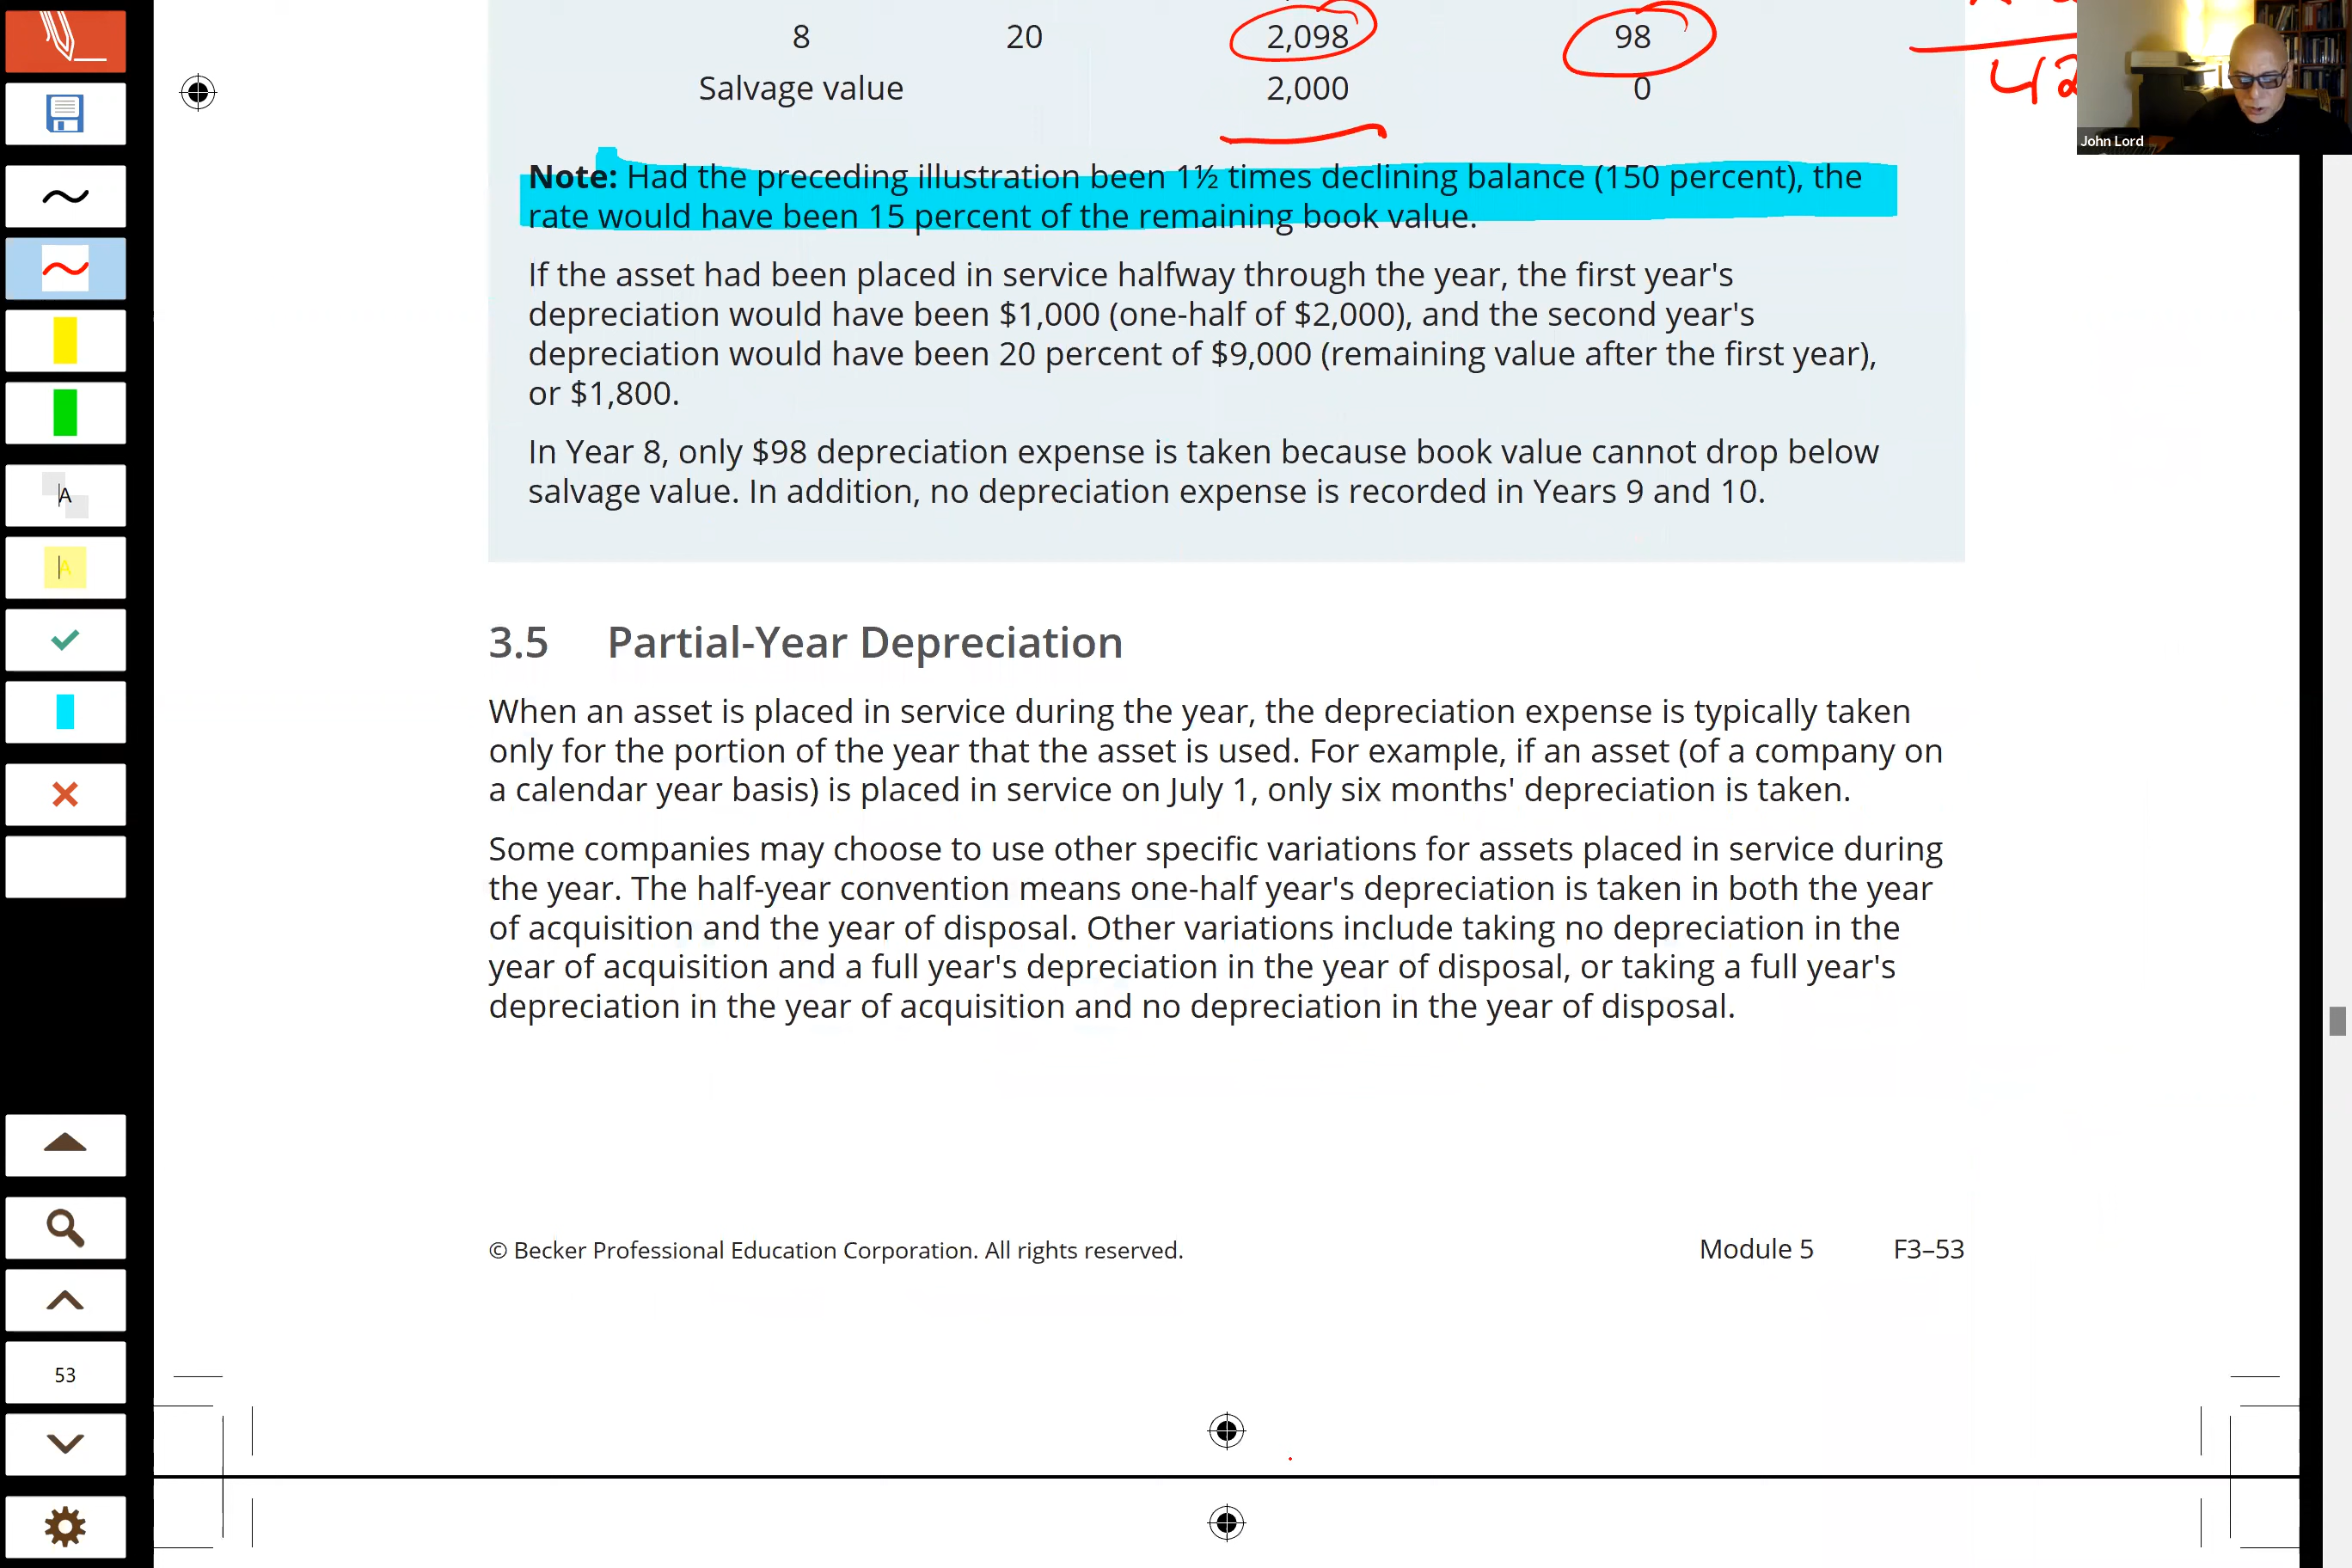 8 20 2,098 98
Salvage value 2,000 0
John Lord
Note: Had the preceding illustration been 1½ times declining balance (150 percent), the
rate would have been 15 percent of the remaining book value.
If the asset had been placed in service halfway through the year, the first year's
depreciation would have been $1,000 (one-half of $2,000), and the second year's
depreciation would have been 20 percent of $9,000 (remaining value after the first year),
or $1,800.
In Year 8, only $98 depreciation expense is taken because book value cannot drop below
salvage value. In addition, no depreciation expense is recorded in Years 9 and 10.
3.5 Partial-Year Depreciation
When an asset is placed in service during the year, the depreciation expense is typically taken
only for the portion of the year that the asset is used. For example, if an asset (of a company on
a calendar year basis) is placed in service on July 1, only six months' depreciation is taken.
Some companies may choose to use other specific variations for assets placed in service during
the year. The half-year convention means one-half year's depreciation is taken in both the year
of acquisition and the year of disposal. Other variations include taking no depreciation in the
year of acquisition and a full year's depreciation in the year of disposal, or taking a full year's
depreciation in the year of acquisition and no depreciation in the year of disposal.
© Becker Professional Education Corporation. All rights reserved. Module 5 F3–53
A
A
53